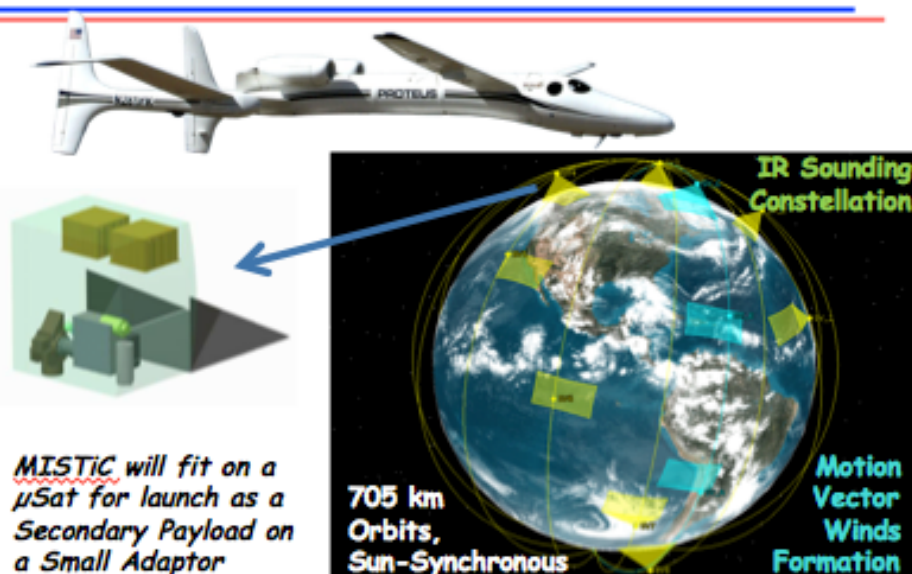 PROTEUS
IR Sounding
Constellation
MISTiC will fit on a
µSat for launch as a
Secondary Payload on
a Small Adaptor
705 km
Orbits,
Sun-Synchronous
Motion
Vector
Winds
Formation